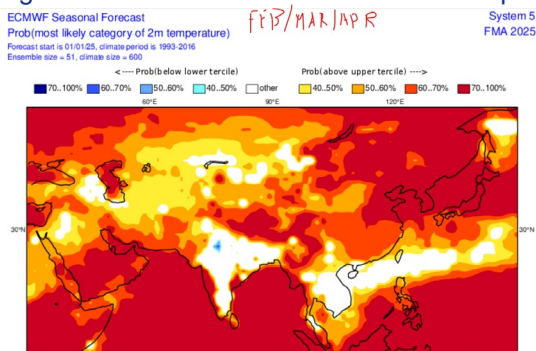 ECMWF Seasonal Forecast
FEB/MAR/APR
System 5
Prob(most likely category of 2m temperature)
FMA 2025
Forecast start is 01/01/25, climate period is 1993-2016
Ensemble size = 51, climate size = 600
<---- Prob(below lower tercile)
Prob(above upper tercile) ---->
70..100% 60..70% 50..60% 40..50% other 40..50% 50..60% 60..70% 70..100%
60°E 90°E 120°E
30°N 30°N